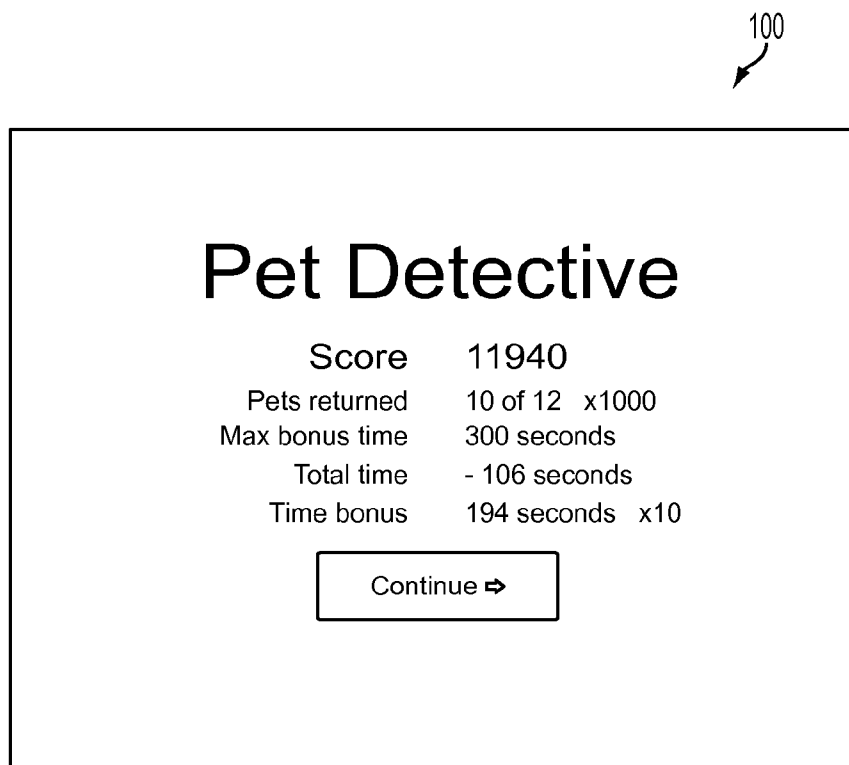 100
Pet Detective
Score 11940
Pets returned 10 of 12 x1000
Max bonus time 300 seconds
Total time - 106 seconds
Time bonus 194 seconds x10
Continue ⇨